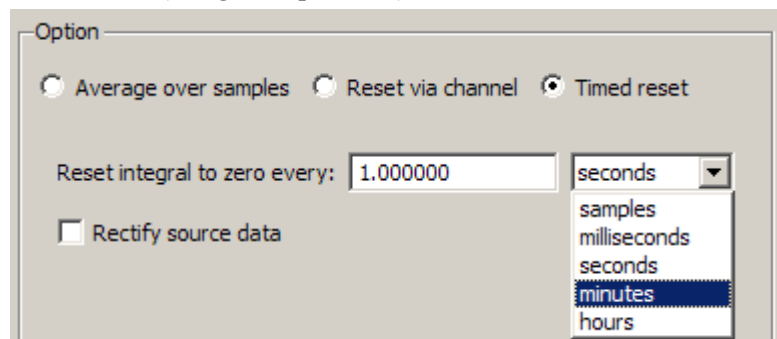 Option
Average over samples Reset via channel Timed reset
Reset integral to zero every: 1.000000 seconds
Rectify source data
samples
milliseconds
seconds
minutes
hours